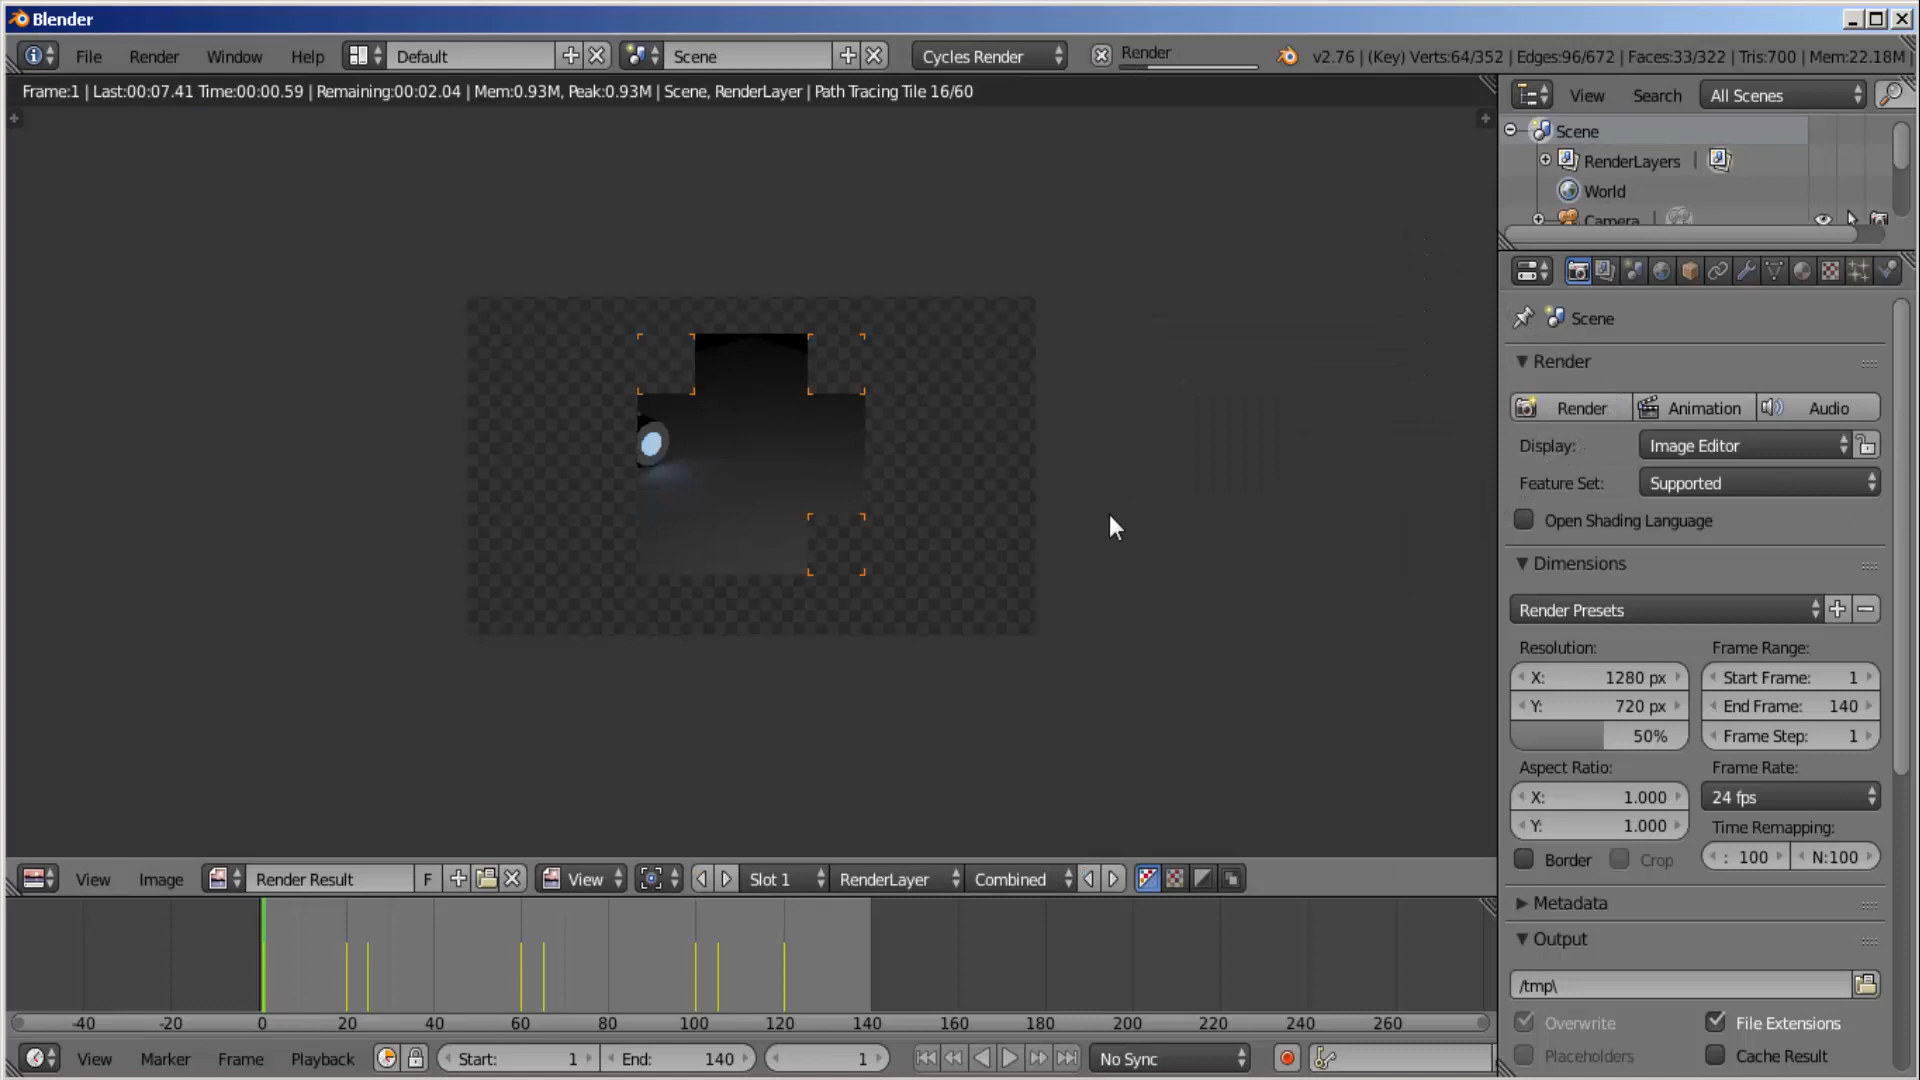 Blender
File Render Window Help Default Scene Cycles Render Render v2.76 | (Key) Verts:64/352 | Edges:96/672 | Faces:33/322 | Tris:700 | Mem:22.18M |
Frame:1 | Last:00:07.41 Time:00:00.59 | Remaining:00:02.04 | Mem:0.93M, Peak:0.93M | Scene, RenderLayer | Path Tracing Tile 16/60
View Search All Scenes
Scene
RenderLayers
World
Camera
Scene
Render
Render Animation Audio
Display: Image Editor
Feature Set: Supported
Open Shading Language
Dimensions
Render Presets
Resolution: Frame Range:
X: 1280 px Start Frame: 1
Y: 720 px End Frame: 140
50% Frame Step: 1
Aspect Ratio: Frame Rate:
X: 1.000 24 fps
Y: 1.000 Time Remapping:
Border Crop : 100 N:100
Metadata
Output
/tmp\
Overwrite File Extensions
Placeholders Cache Result
View Image Render Result F View Slot 1 RenderLayer Combined
-40 -20 0 20 40 60 80 100 120 140 160 180 200 220 240 260
View Marker Frame Playback Start: 1 End: 140 1 No Sync